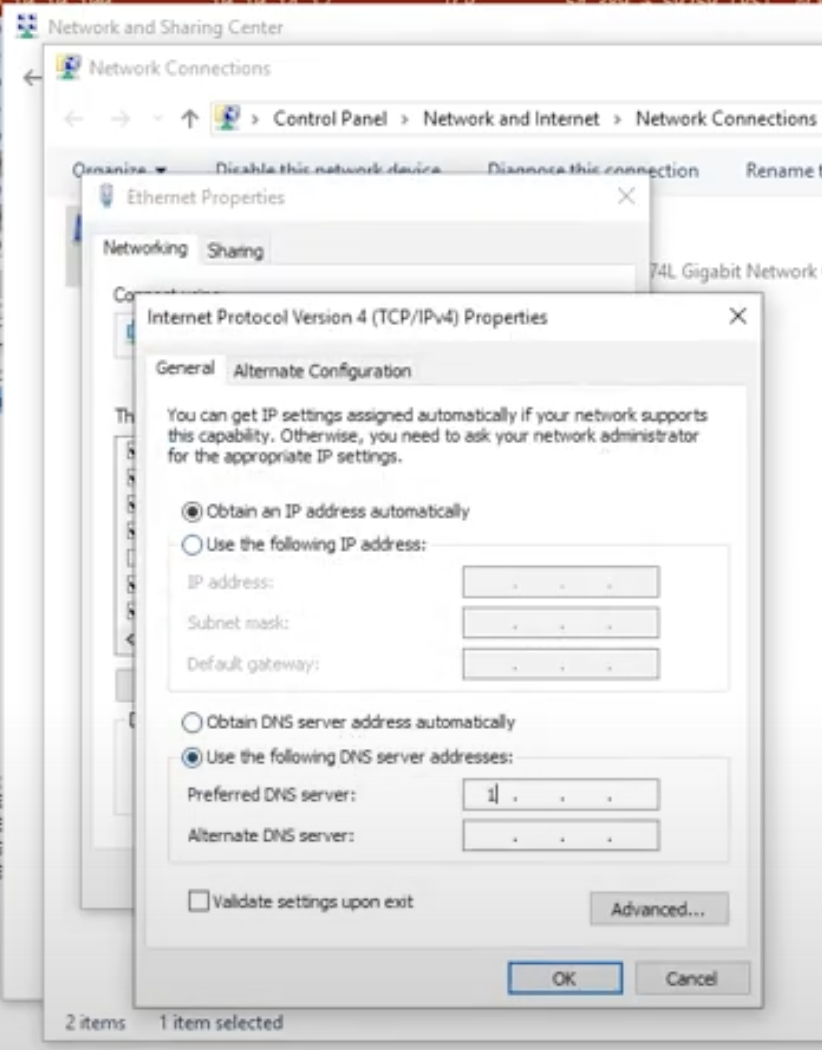 Network and Sharing Center
Network Connections
Control Panel > Network and Internet > Network Connections
Organize Disable this network device Diagnose this connection Rename
Ethernet Properties
Networking Sharing
74L Gigabit Network
Internet Protocol Version 4 (TCP/IPv4) Properties
General Alternate Configuration
You can get IP settings assigned automatically if your network supports
this capability. Otherwise, you need to ask your network administrator
for the appropriate IP settings.
Obtain an IP address automatically
Use the following IP address:
IP address:
Subnet mask:
Default gateway:
Obtain DNS server address automatically
Use the following DNS server addresses:
Preferred DNS server: 1
Alternate DNS server:
Validate settings upon exit
Advanced...
OK Cancel
2 items 1 item selected